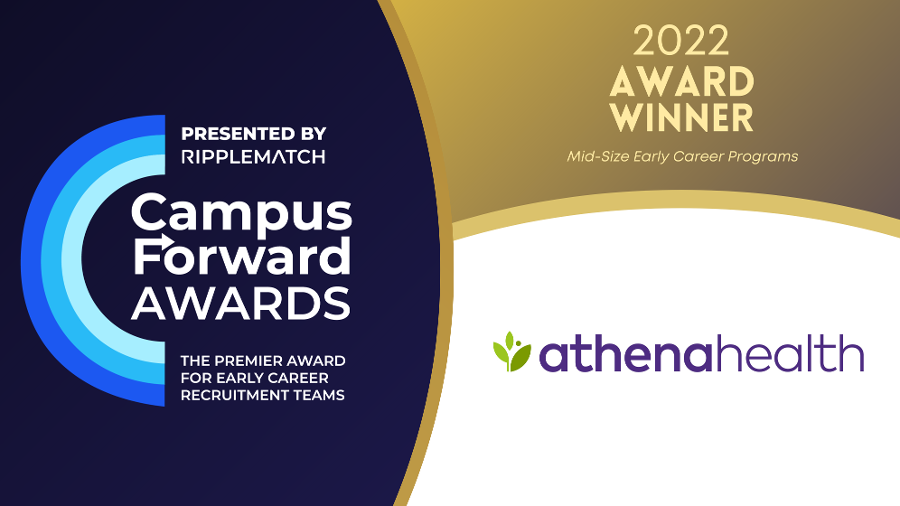 PRESENTED BY
RIPPLEMATCH
Campus
Forward
AWARDS
THE PREMIER AWARD
FOR EARLY CAREER
RECRUITMENT TEAMS
2022
AWARD
WINNER
Mid-Size Early Career Programs
athenahealth